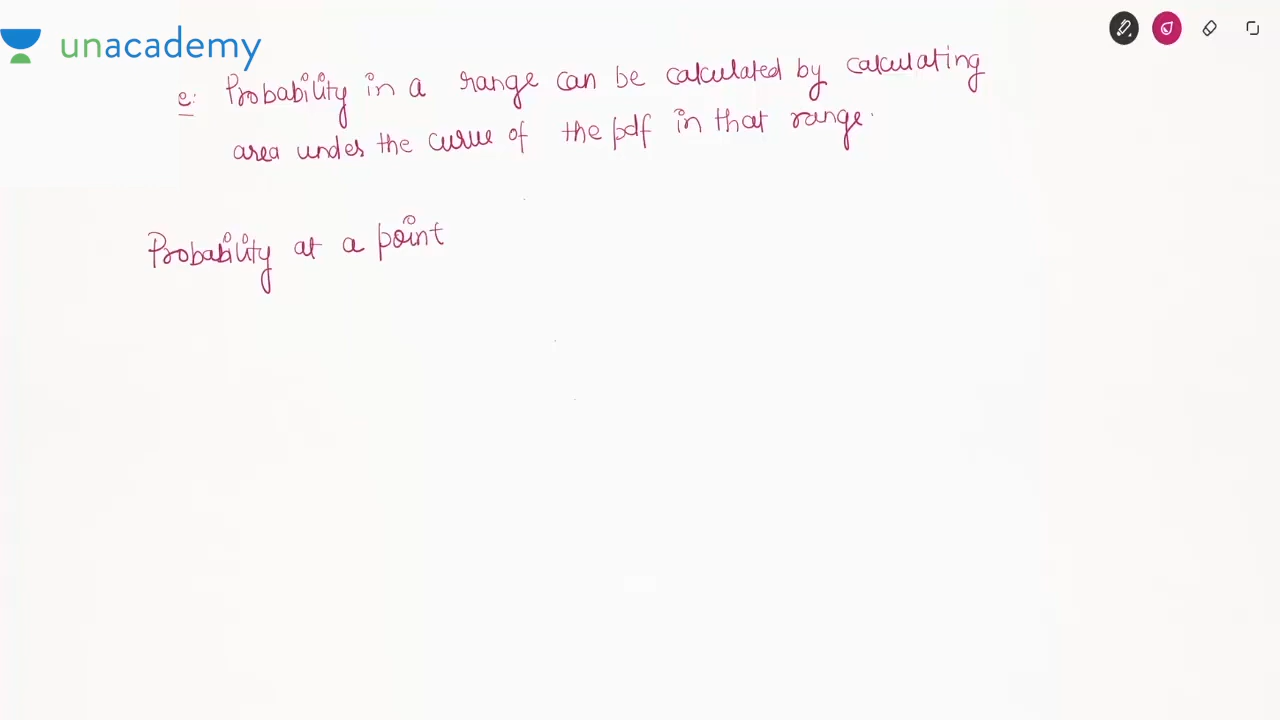 unacademy
e: Probability in a range can be calculated by calculating
area under the curve of the pdf in that range.
Probability at a point